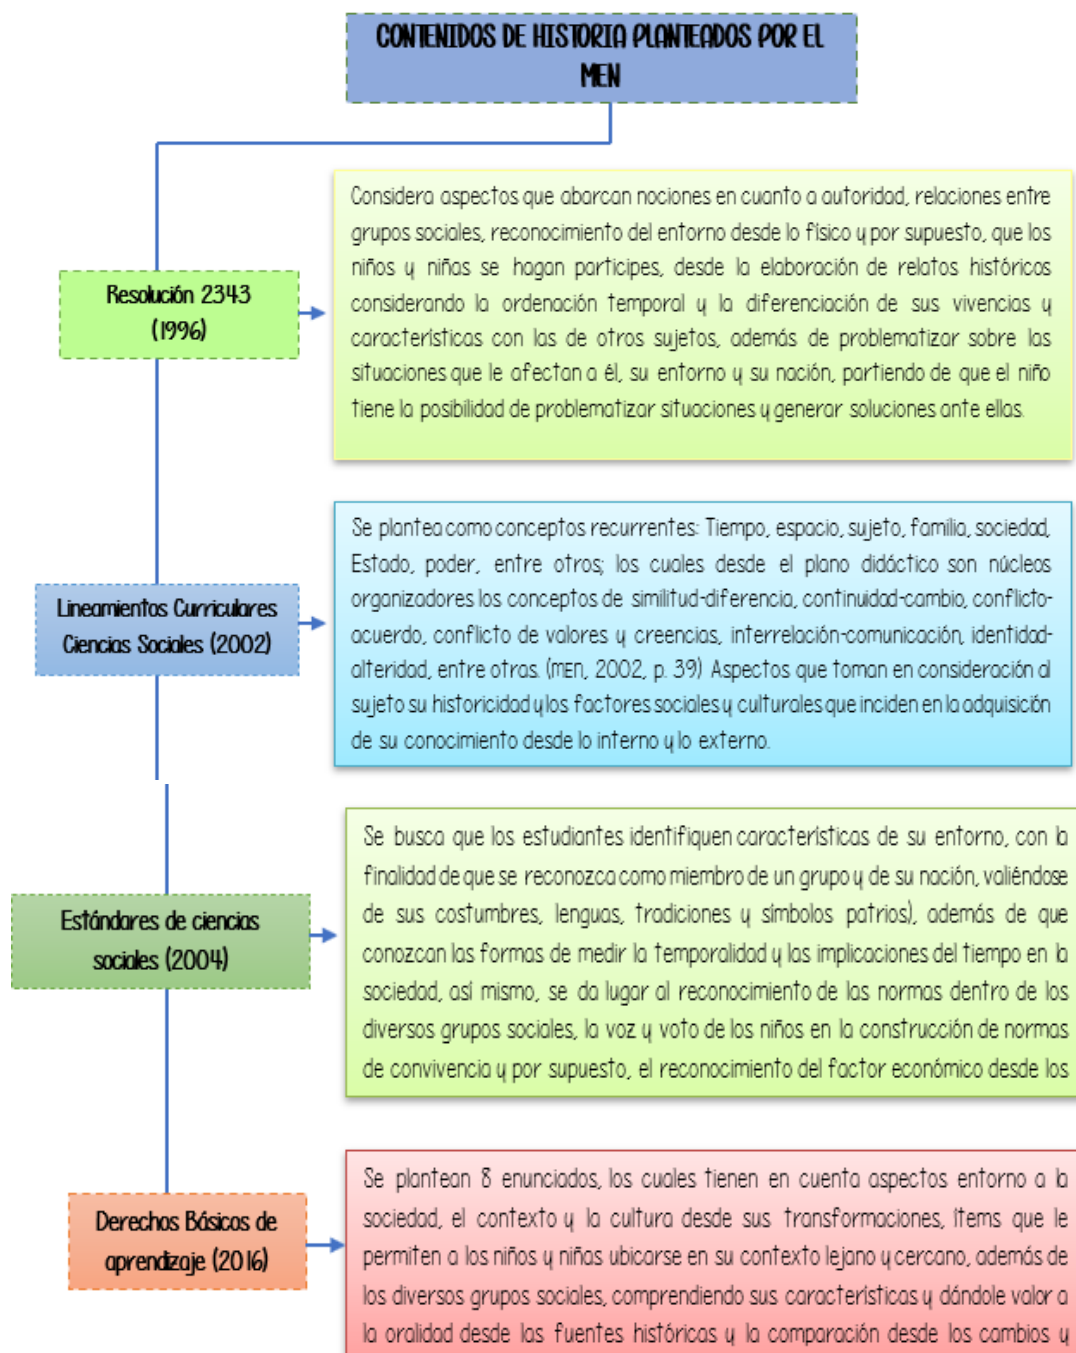 CONTENIDOS DE HISTORIA PLANTEADOS POR EL
MEN
Resolución 2343
(1996)
Considera aspectos que abarcan nociones en cuanto a autoridad, relaciones entre
grupos sociales, reconocimiento del entorno desde lo físico y por supuesto, que los
niños y niñas se hagan participes, desde la elaboración de relatos históricos
considerando la ordenación temporal y la diferenciación de sus vivencias y
características con las de otros sujetos, además de problematizar sobre las
situaciones que le afectan a él, su entorno y su nación, partiendo de que el niño
tiene la posibilidad de problematizar situaciones y generar soluciones ante ellas.
Lineamientos Curriculares
Ciencias Sociales (2002)
Se plantea como conceptos recurrentes: Tiempo, espacio, sujeto, familia, sociedad,
Estado, poder, entre otros; los cuales desde el plano didáctico son núcleos
organizadores los conceptos de similitud-diferencia, continuidad-cambio, conflicto-
acuerdo, conflicto de valores y creencias, interrelación-comunicación, identidad-
alteridad, entre otras. (MEN, 2002, p. 39) Aspectos que toman en consideración al
sujeto su historicidad y los factores sociales y culturales que inciden en la adquisición
de su conocimiento desde lo interno y lo externo.
Estándares de ciencias
sociales (2004)
Se busca que los estudiantes identifiquen características de su entorno, con la
finalidad de que se reconozca como miembro de un grupo y de su nación, valiéndose
de sus costumbres, lenguas, tradiciones y símbolos patrios), además de que
conozcan las formas de medir la temporalidad y las implicaciones del tiempo en la
sociedad, así mismo, se da lugar al reconocimiento de las normas dentro de los
diversos grupos sociales, la voz y voto de los niños en la construcción de normas
de convivencia y por supuesto, el reconocimiento del factor económico desde los
Derechos Básicos de
aprendizaje (2016)
Se plantean 8 enunciados, los cuales tienen en cuenta aspectos entorno a la
sociedad, el contexto y la cultura desde sus transformaciones, ítems que le
permiten a los niños y niñas ubicarse en su contexto lejano y cercano, además de
los diversos grupos sociales, comprendiendo sus características y dándole valor a
la oralidad desde las fuentes históricas y la comparación desde los cambios y